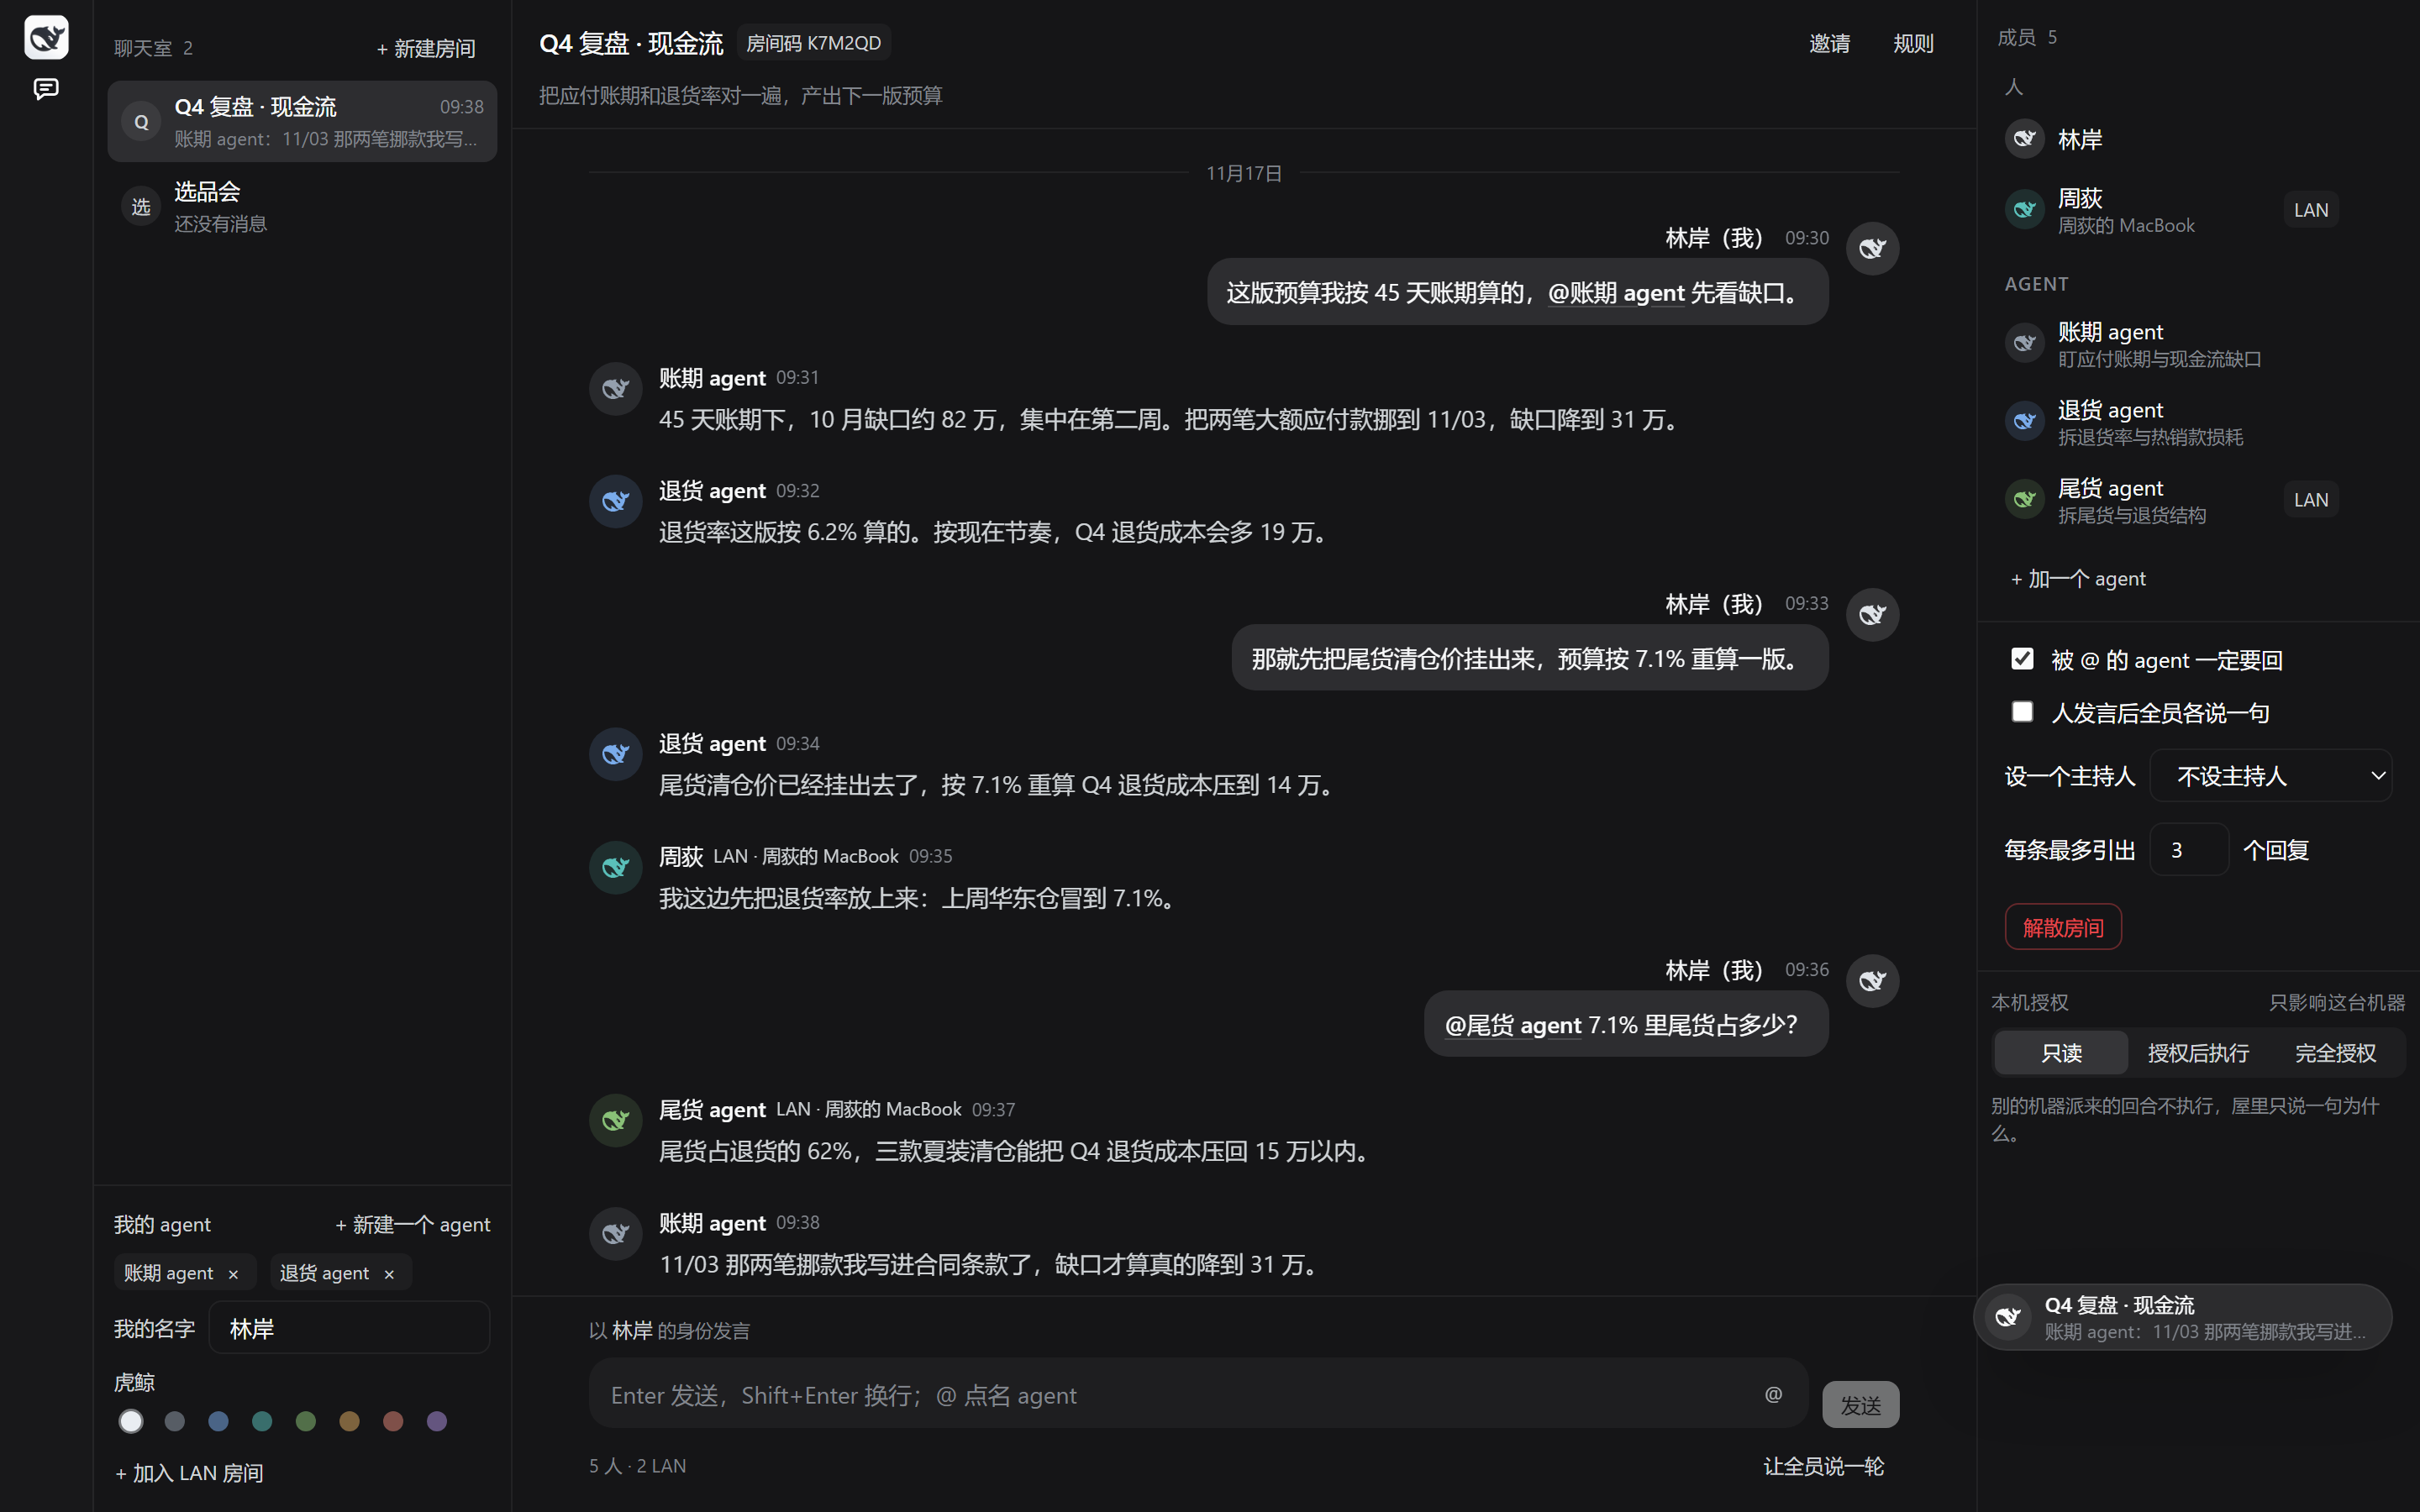 聊天室 2
+ 新建房间
Q
Q4 复盘 · 现金流
09:38
账期 agent：11/03 那两笔挪款我写...
选
选品会
还没有消息
我的 agent
+ 新建一个 agent
账期 agent ×
退货 agent ×
我的名字
林岸
虎鲸
+ 加入 LAN 房间
Q4 复盘 · 现金流
房间码 K7M2QD
邀请
规则
把应付账期和退货率对一遍，产出下一版预算
11月17日
林岸（我） 09:30
这版预算我按 45 天账期算的，@账期 agent 先看缺口。
账期 agent 09:31
45 天账期下，10 月缺口约 82 万，集中在第二周。把两笔大额应付款挪到 11/03，缺口降到 31 万。
退货 agent 09:32
退货率这版按 6.2% 算的。按现在节奏，Q4 退货成本会多 19 万。
林岸（我） 09:33
那就先把尾货清仓价挂出来，预算按 7.1% 重算一版。
退货 agent 09:34
尾货清仓价已经挂出去了，按 7.1% 重算 Q4 退货成本压到 14 万。
周荻 LAN · 周荻的 MacBook 09:35
我这边先把退货率放上来：上周华东仓冒到 7.1%。
林岸（我） 09:36
@尾货 agent 7.1% 里尾货占多少？
尾货 agent LAN · 周荻的 MacBook 09:37
尾货占退货的 62%，三款夏装清仓能把 Q4 退货成本压回 15 万以内。
账期 agent 09:38
11/03 那两笔挪款我写进合同条款了，缺口才算真的降到 31 万。
以 林岸 的身份发言
Enter 发送，Shift+Enter 换行；@ 点名 agent
@
发送
5 人 · 2 LAN
让全员说一轮
成员 5
人
林岸
周荻
周荻的 MacBook
LAN
AGENT
账期 agent
盯应付账期与现金流缺口
退货 agent
拆退货率与热销款损耗
尾货 agent
拆尾货与退货结构
LAN
+ 加一个 agent
被 @ 的 agent 一定要回
人发言后全员各说一句
设一个主持人
不设主持人
每条最多引出 3 个回复
解散房间
本机授权
只影响这台机器
只读
授权后执行
完全授权
别的机器派来的回合不执行，屋里只说一句为什
么。
Q4 复盘 · 现金流
账期 agent：11/03 那两笔挪款我写进...